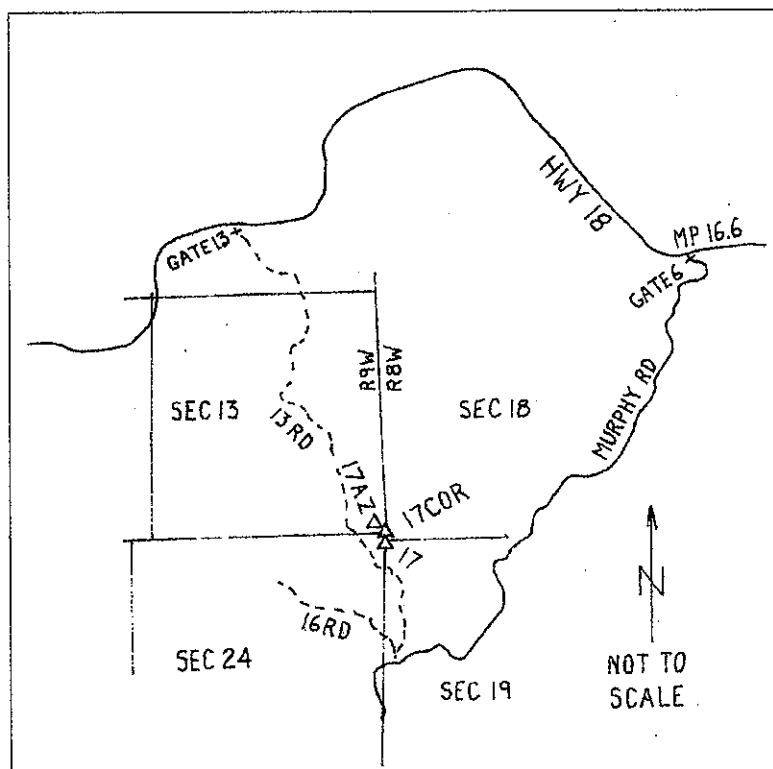 HWY 18
MP 16.6
GATE 13
GATE 6
R9W
R8W
MURPHY RD
SEC 13
13 RD
SEC 18
17AZ
17COR
17
16RD
SEC 24
SEC 19
N
NOT TO
SCALE